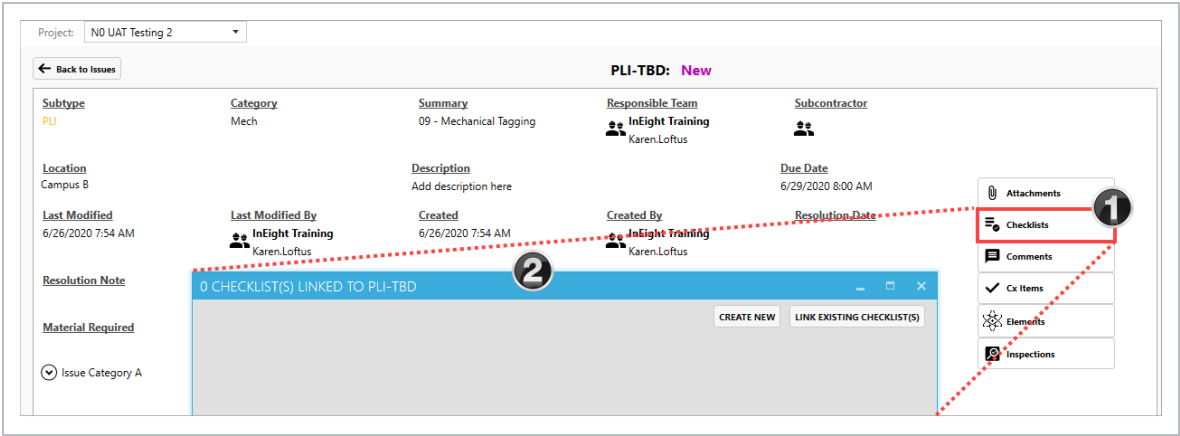 Project: N0 UAT Testing 2
Back to Issues
PLI-TBD: New
Subtype Category Summary Responsible Team Subcontractor
PLI Mech 09 - Mechanical Tagging InEight Training
Karen.Loftus
Location Description Due Date
Campus B Add description here 6/29/2020 8:00 AM
Attachments
1
Last Modified Last Modified By Created Created By Resolution Date
6/26/2020 7:54 AM InEight Training 6/26/2020 7:54 AM InEight Training
Karen.Loftus Karen.Loftus
Checklists
Comments
Resolution Note
2
0 CHECKLIST(S) LINKED TO PLI-TBD
Cx Items
CREATE NEW LINK EXISTING CHECKLIST(S)
Elements
Material Required
Inspections
Issue Category A